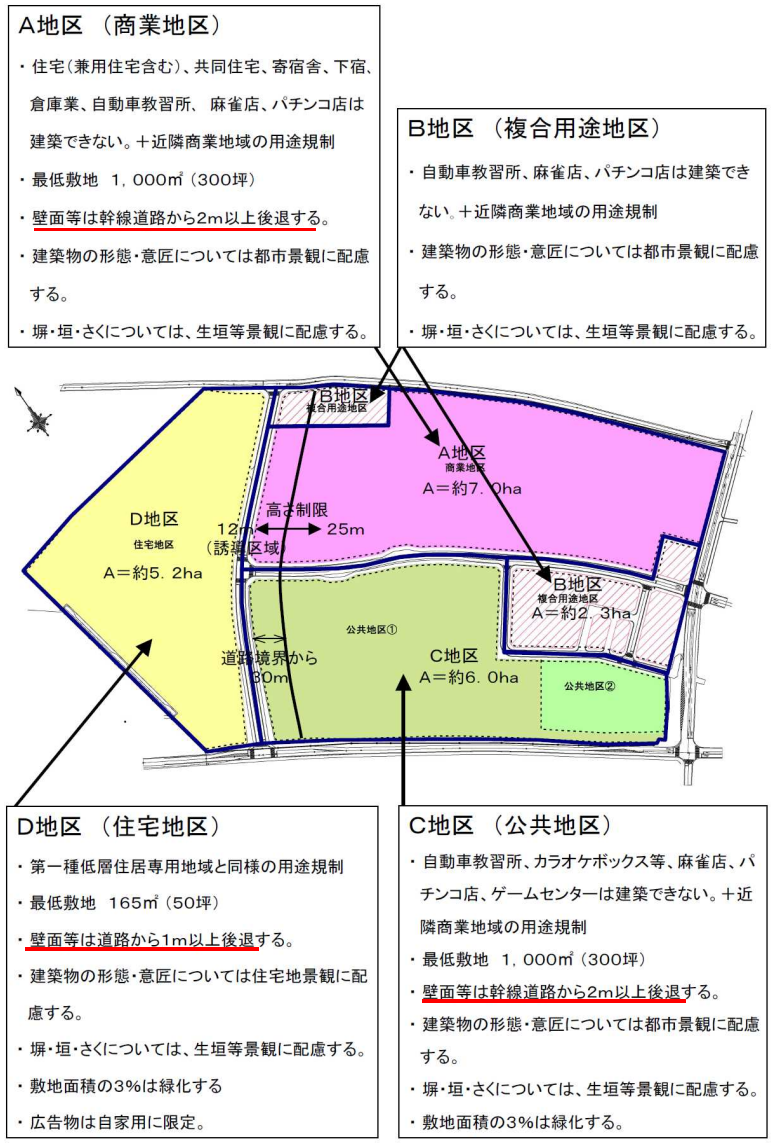 A地区 （商業地区）
・住宅（兼用住宅含む）、共同住宅、寄宿舎、下宿、
倉庫業、自動車教習所、麻雀店、パチンコ店は
建築できない。＋近隣商業地域の用途規制
・最低敷地 １，０００㎡（300坪）
・壁面等は幹線道路から2ｍ以上後退する。
・建築物の形態・意匠については都市景観に配慮
する。
・塀・垣・さくについては、生垣等景観に配慮する。
B地区 （複合用途地区）
・自動車教習所、麻雀店、パチンコ店は建築でき
ない。＋近隣商業地域の用途規制
・建築物の形態・意匠については都市景観に配慮
する。
・塀・垣・さくについては、生垣等景観に配慮する。
B地区
複合用途地区
A地区
商業地区
A＝約7．0ha
D地区
住宅地区
A＝約5．2ha
高さ制限
12m
25m
（誘導区域）
B地区
複合用途地区
A＝約2．3ha
公共地区①
道路境界から
30m
C地区
A＝約6．0ha
公共地区②
D地区 （住宅地区）
・第一種低層住居専用地域と同様の用途規制
・最低敷地 165㎡（50坪）
・壁面等は道路から1ｍ以上後退する。
・建築物の形態・意匠については住宅地景観に配
慮する。
・塀・垣・さくについては、生垣等景観に配慮する。
・敷地面積の3％は緑化する
・広告物は自家用に限定。
C地区 （公共地区）
・自動車教習所、カラオケボックス等、麻雀店、パ
チンコ店、ゲームセンターは建築できない。＋近
隣商業地域の用途規制
・最低敷地 １，０００㎡（300坪）
・壁面等は幹線道路から2ｍ以上後退する。
・建築物の形態・意匠については都市景観に配慮
する。
・塀・垣・さくについては、生垣等景観に配慮する。
・敷地面積の3％は緑化する。